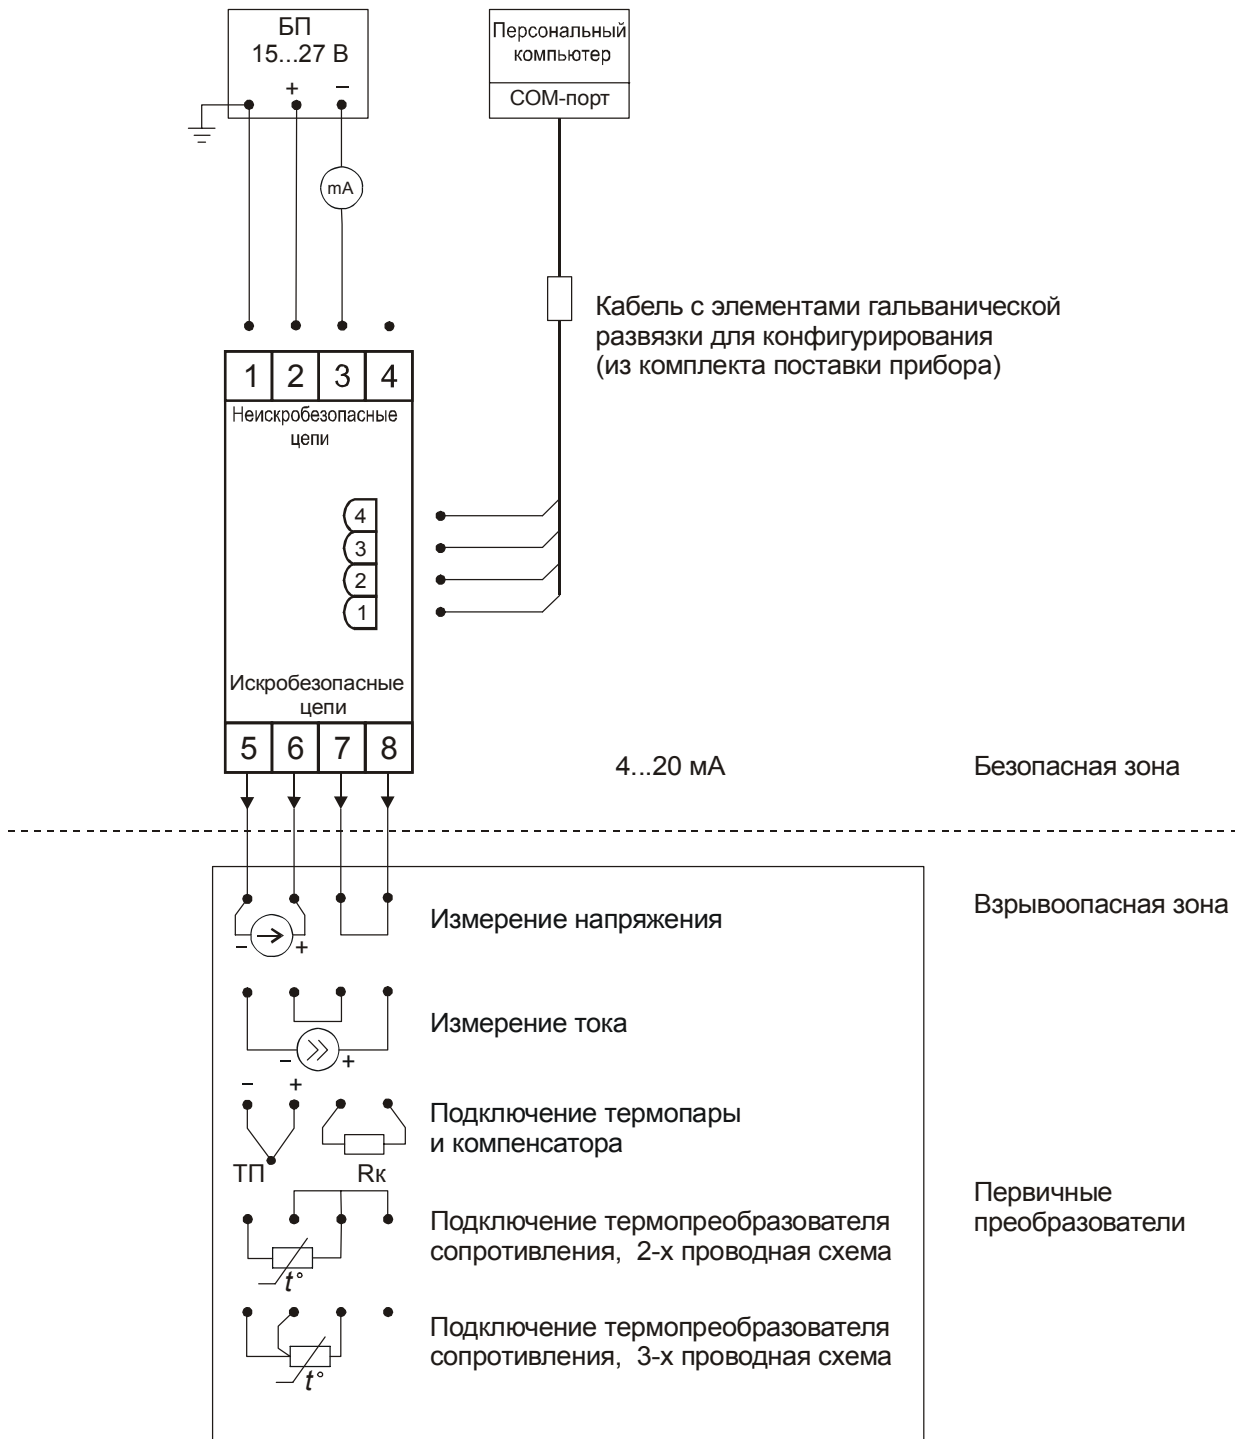 БП
15...27 В
+ −
mA
Персональный
компьютер
COM-порт
Кабель с элементами гальванической
развязки для конфигурирования
(из комплекта поставки прибора)
1 2 3 4
Неискробезопасные
цепи
4
3
2
1
Искробезопасные
цепи
5 6 7 8
4...20 мА
Безопасная зона
Взрывоопасная зона
− +
Измерение напряжения
− +
Измерение тока
− +
ТП Rк
Подключение термопары
и компенсатора
t°
Подключение термопреобразователя
сопротивления, 2-х проводная схема
t°
Подключение термопреобразователя
сопротивления, 3-х проводная схема
Первичные
преобразователи